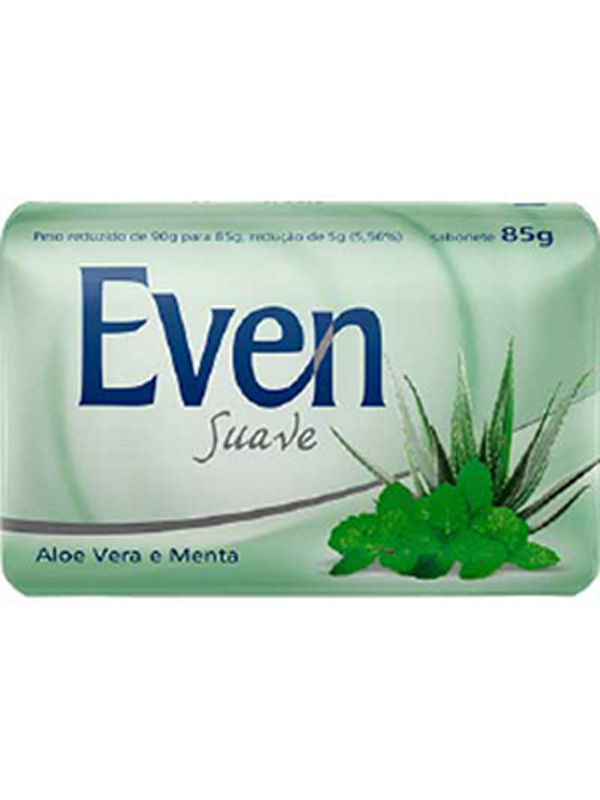 Peso reduzido de 90g para 85g, redução de 5g (5,56%) sabonete 85g
Even
Suave
Aloe Vera e Menta